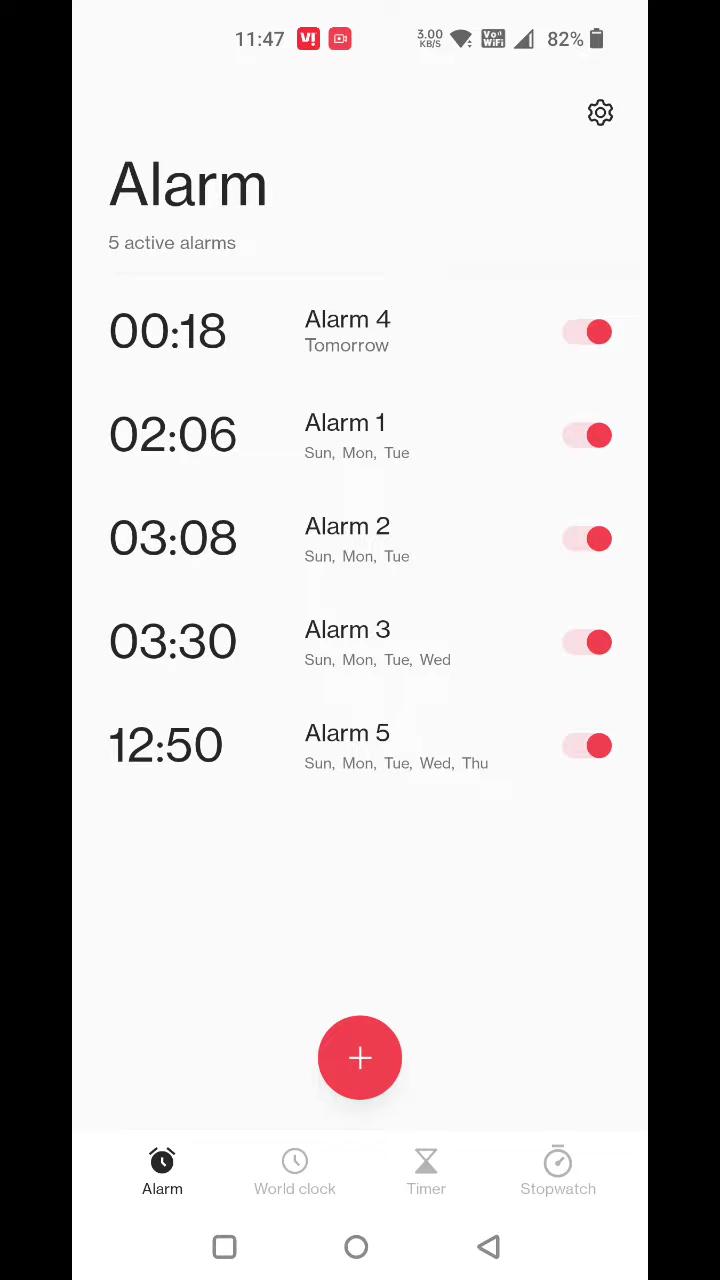 11:47 3.00 KB/S Vo WiFi 82%
Alarm
5 active alarms
00:18 Alarm 4
Tomorrow
02:06 Alarm 1
Sun, Mon, Tue
03:08 Alarm 2
Sun, Mon, Tue
03:30 Alarm 3
Sun, Mon, Tue, Wed
12:50 Alarm 5
Sun, Mon, Tue, Wed, Thu
Alarm World clock Timer Stopwatch